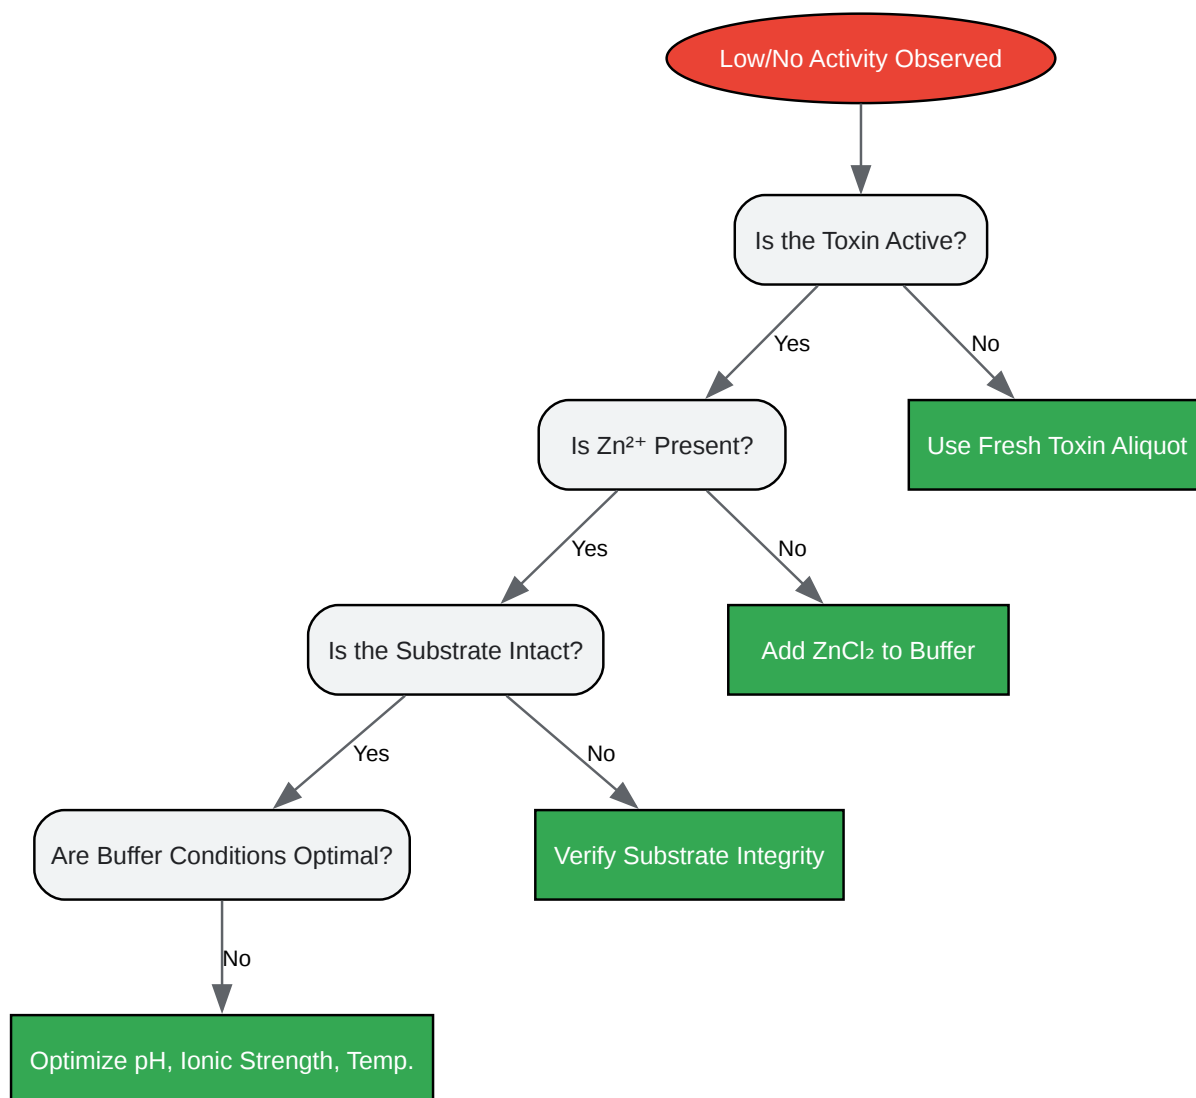 Low/No Activity Observed
Is the Toxin Active?
Yes
No
Is Zn²⁺ Present?
Use Fresh Toxin Aliquot
Yes
No
Is the Substrate Intact?
Add ZnCl₂ to Buffer
Yes
No
Are Buffer Conditions Optimal?
Verify Substrate Integrity
No
Optimize pH, Ionic Strength, Temp.